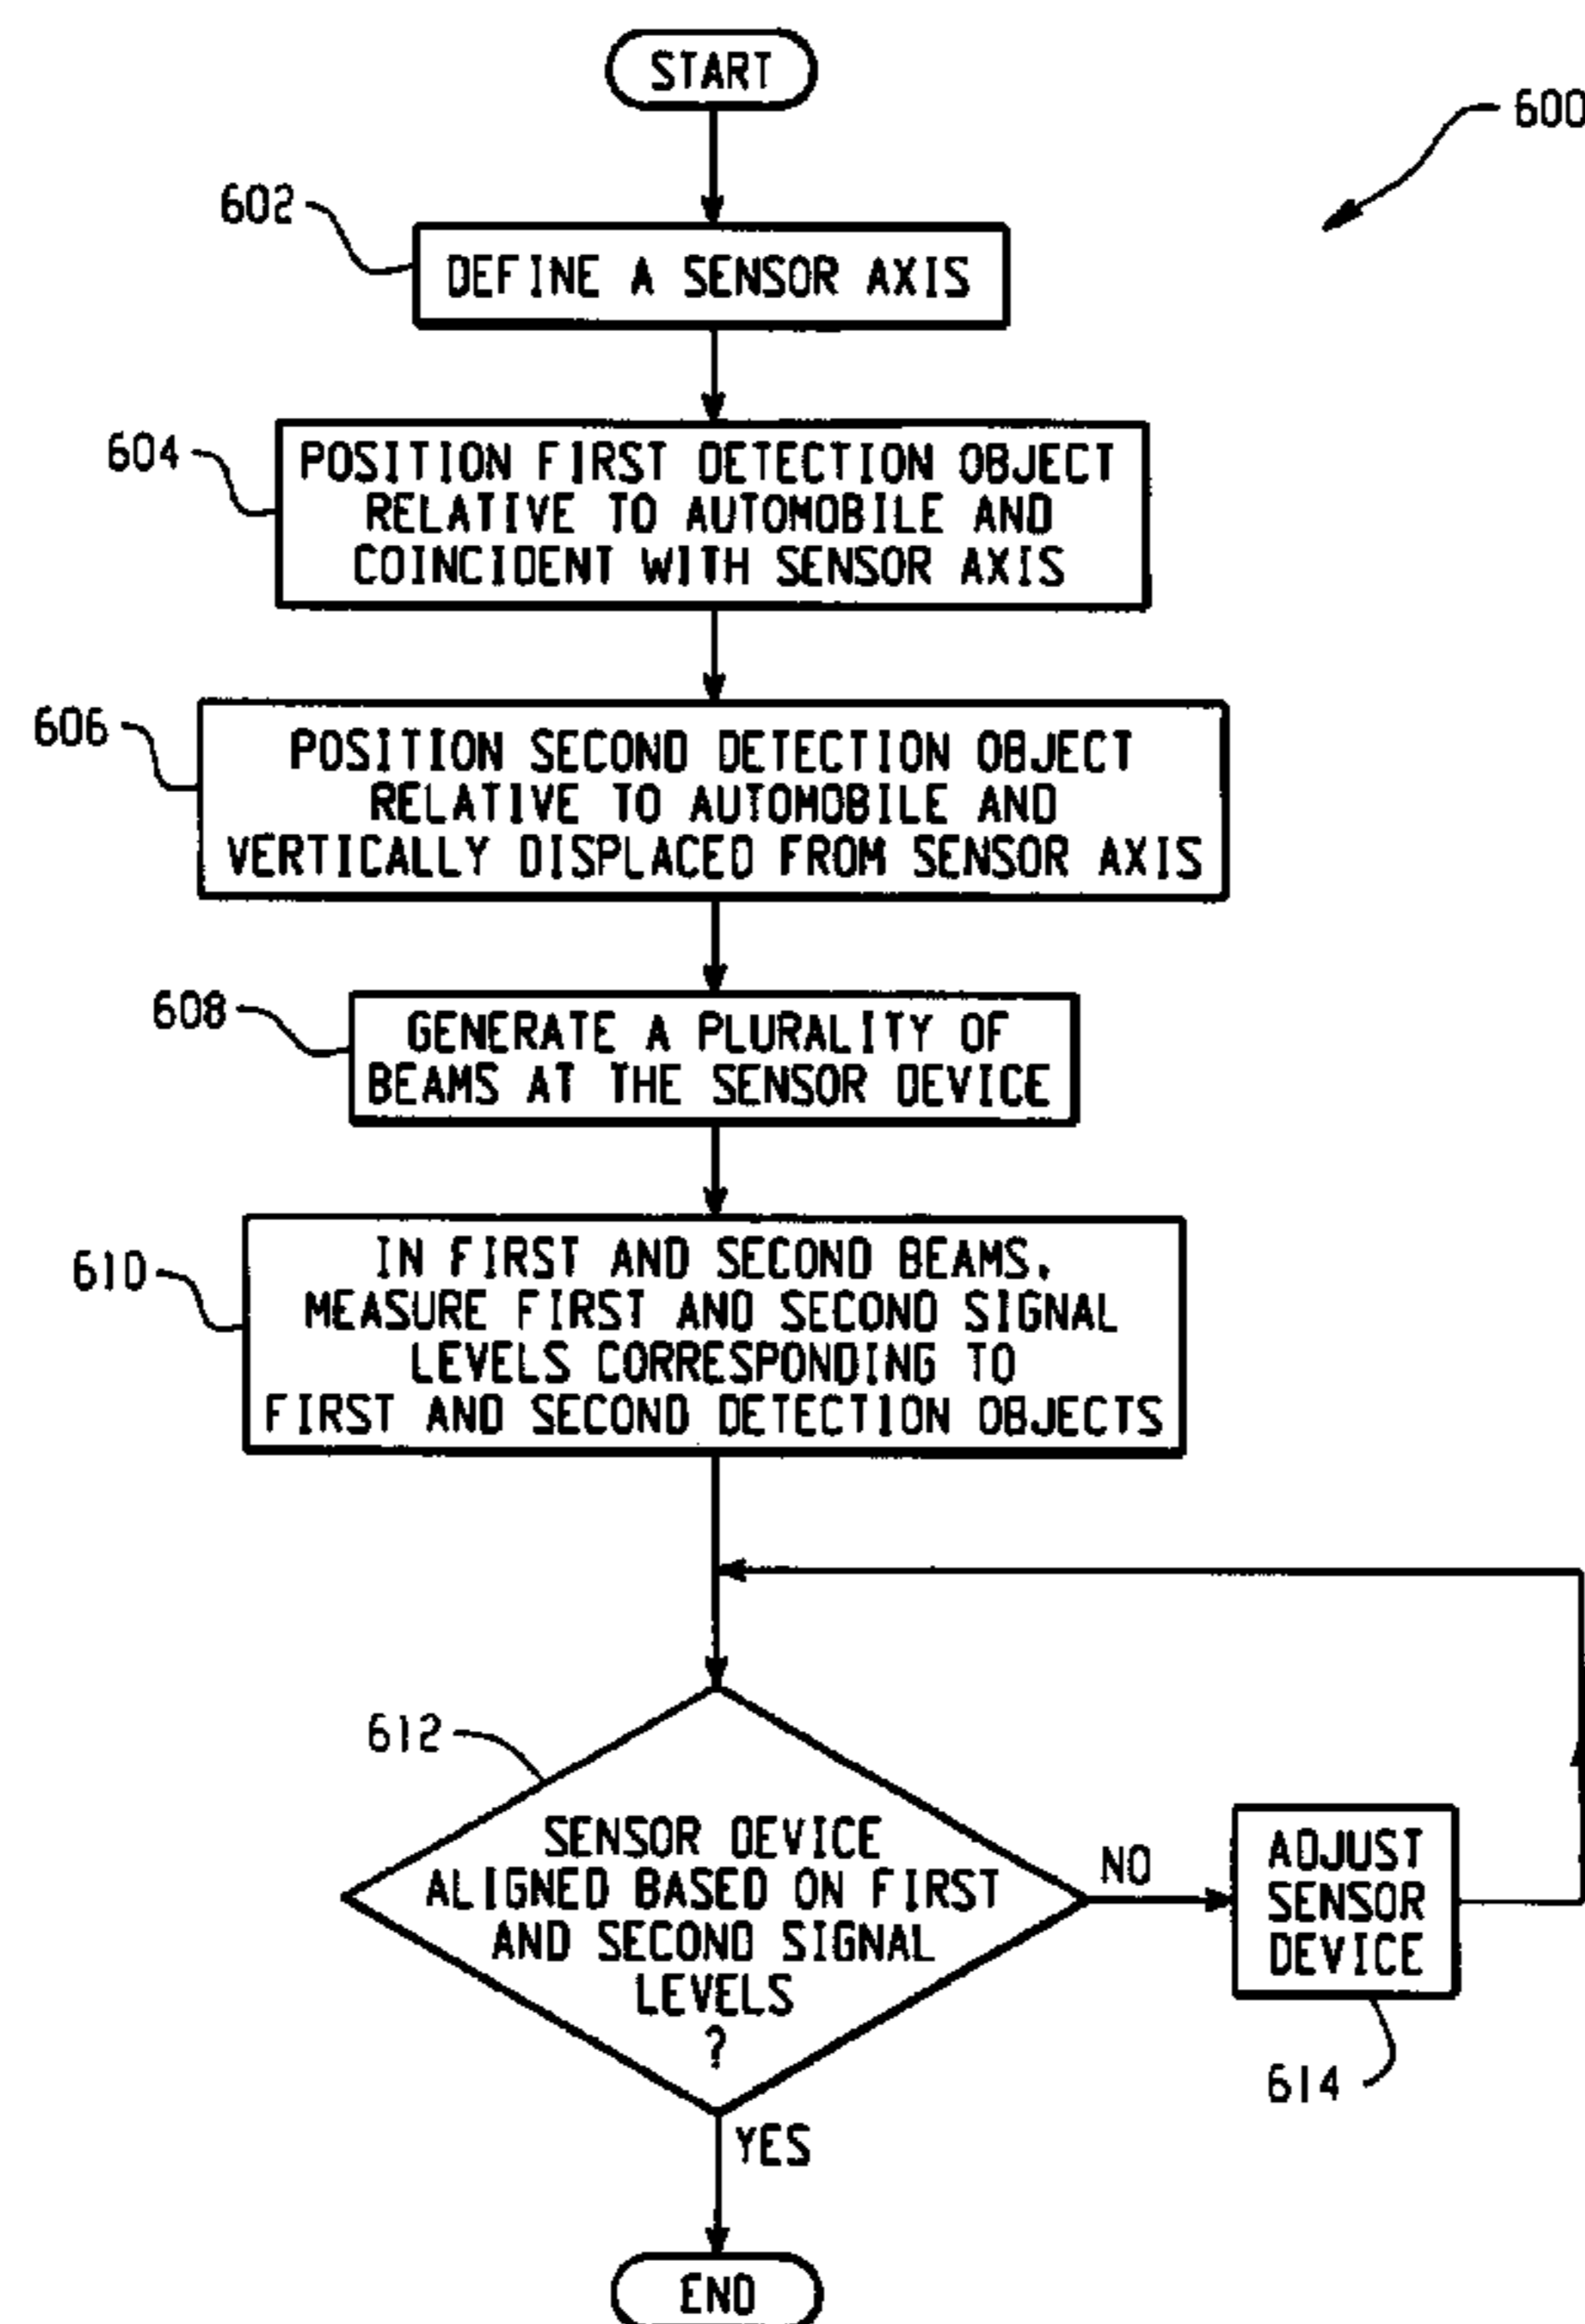 START
600
602
DEFINE A SENSOR AXIS
604
POSITION FIRST DETECTION OBJECT
RELATIVE TO AUTOMOBILE AND
COINCIDENT WITH SENSOR AXIS
606
POSITION SECOND DETECTION OBJECT
RELATIVE TO AUTOMOBILE AND
VERTICALLY DISPLACED FROM SENSOR AXIS
608
GENERATE A PLURALITY OF
BEAMS AT THE SENSOR DEVICE
610
IN FIRST AND SECOND BEAMS,
MEASURE FIRST AND SECOND SIGNAL
LEVELS CORRESPONDING TO
FIRST AND SECOND DETECTION OBJECTS
612
SENSOR DEVICE
ALIGNED BASED ON FIRST
AND SECOND SIGNAL
LEVELS
?
NO
ADJUST
SENSOR
DEVICE
614
YES
END